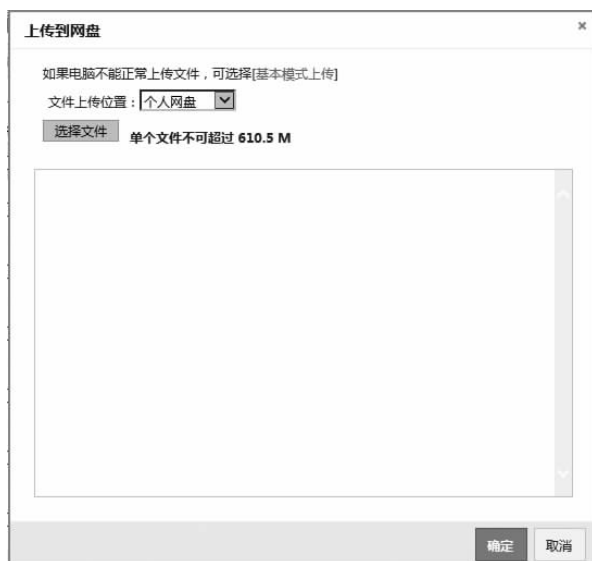 上传到网盘
×
如果电脑不能正常上传文件，可选择[基本模式上传]
文件上传位置：个人网盘
选择文件 单个文件不可超过 610.5 M
确定 取消